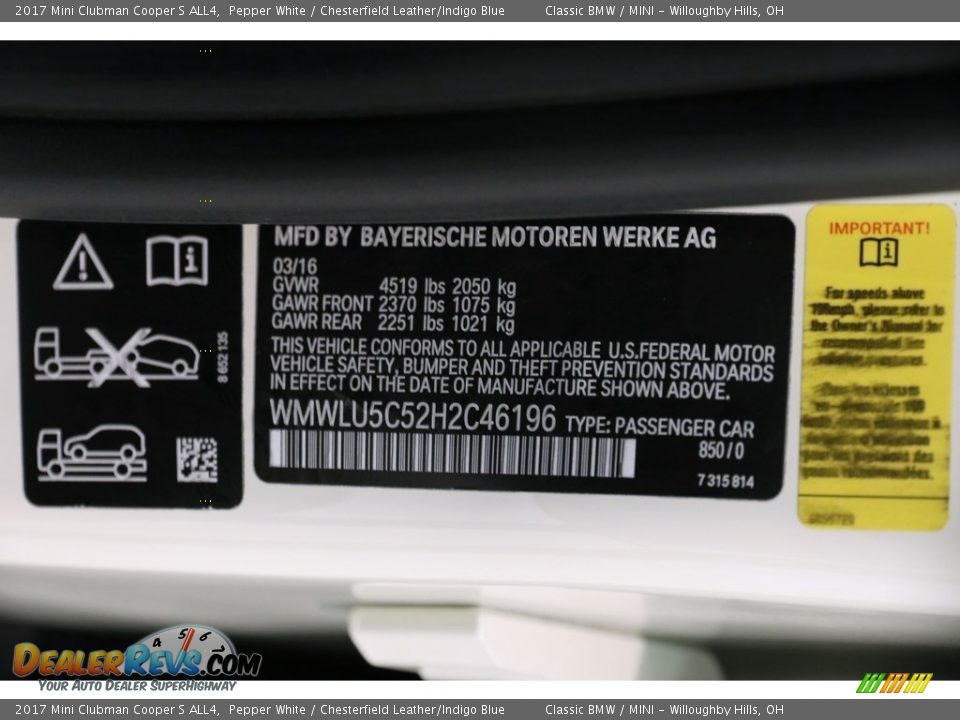 2017 Mini Clubman Cooper S ALL4, Pepper White / Chesterfield Leather/Indigo Blue Classic BMW / MINI - Willoughby Hills, OH
MFD BY BAYERISCHE MOTOREN WERKE AG
03/16
GVWR 4519 lbs 2050 kg
GAWR FRONT 2370 lbs 1075 kg
GAWR REAR 2251 lbs 1021 kg
THIS VEHICLE CONFORMS TO ALL APPLICABLE U.S.FEDERAL MOTOR
VEHICLE SAFETY, BUMPER AND THEFT PREVENTION STANDARDS
IN EFFECT ON THE DATE OF MANUFACTURE SHOWN ABOVE.
WMWLU5C52H2C46196 TYPE: PASSENGER CAR
850/0
7 315 814
8 652 135
IMPORTANT!
For speeds above
please refer to
the Owner's Manual for
4 5 6
DEALERREVS.COM
YOUR AUTO DEALER SUPERHIGHWAY
2017 Mini Clubman Cooper S ALL4, Pepper White / Chesterfield Leather/Indigo Blue Classic BMW / MINI - Willoughby Hills, OH